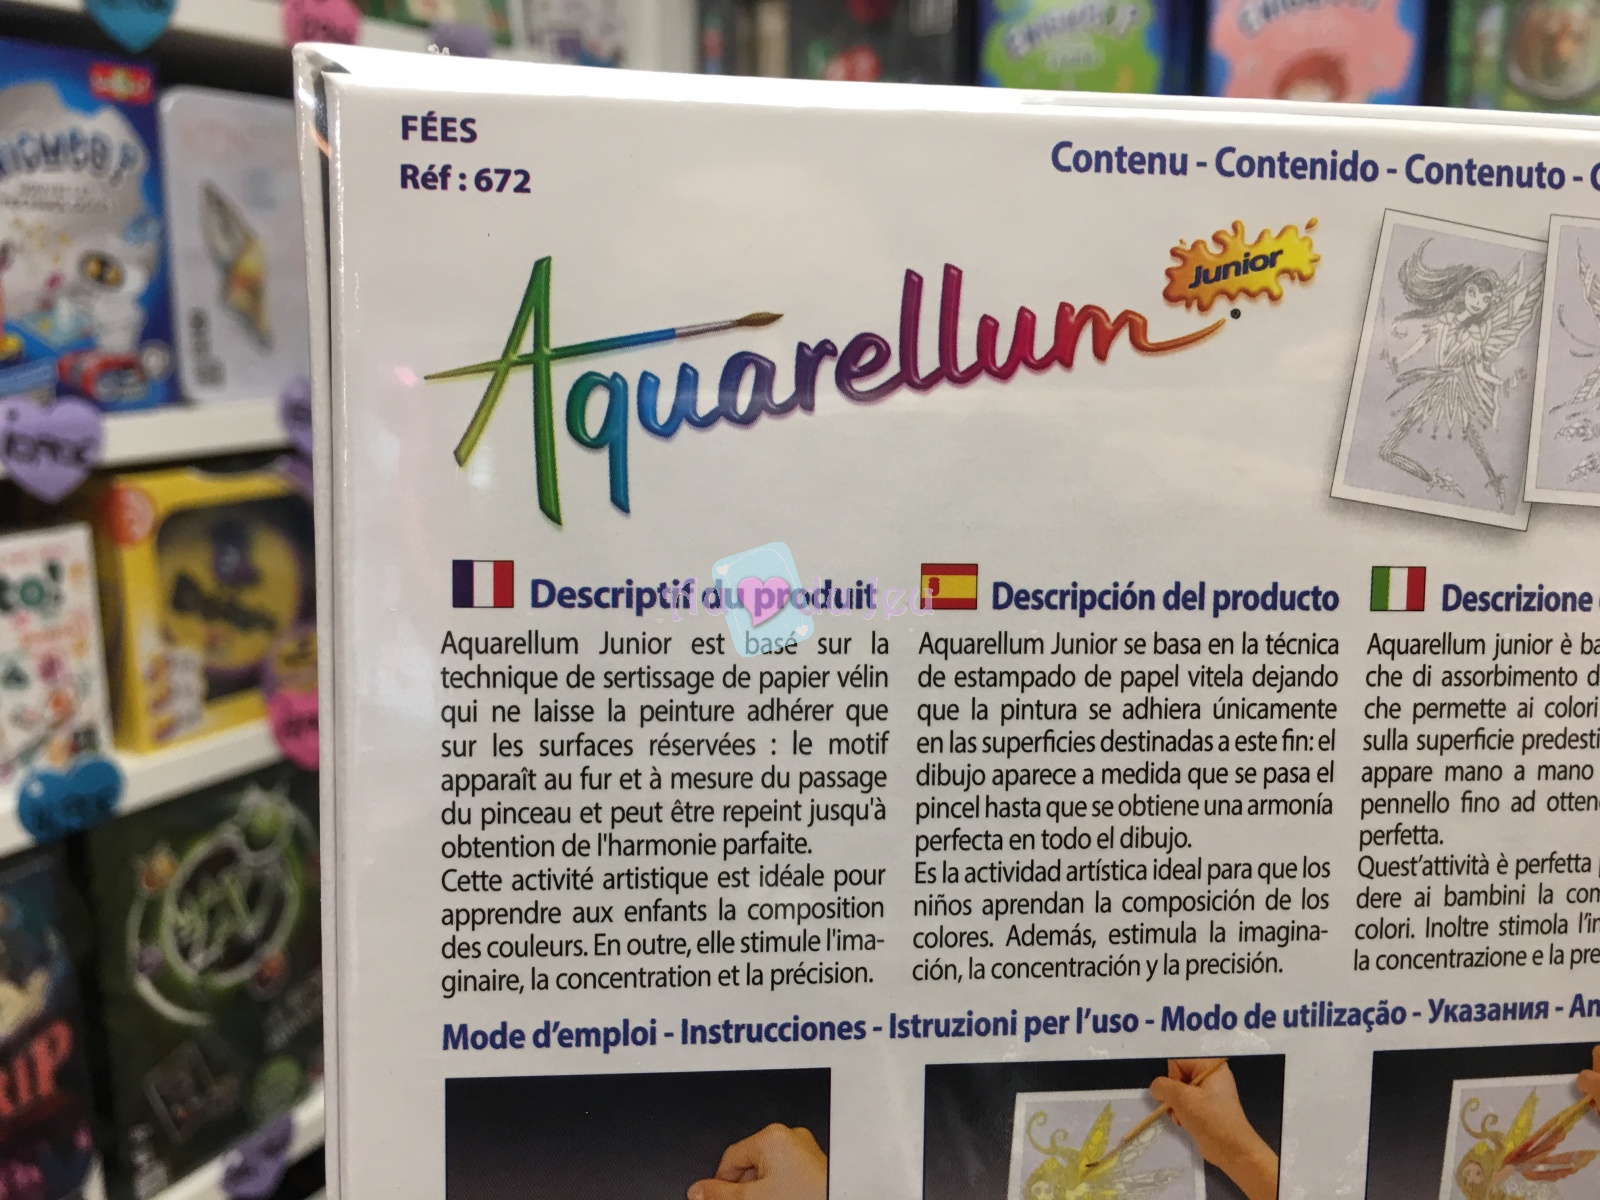 FÉES
Réf : 672
Contenu - Contenido - Contenuto -
Aquarellum
Junior
Descriptif du produit
Aquarellum Junior est basé sur la
technique de sertissage de papier vélin
qui ne laisse la peinture adhérer que
sur les surfaces réservées : le motif
apparaît au fur et à mesure du passage
du pinceau et peut être repeint jusqu'à
obtention de l'harmonie parfaite.
Cette activité artistique est idéale pour
apprendre aux enfants la composition
des couleurs. En outre, elle stimule l'ima-
ginaire, la concentration et la précision.
Descripción del producto
Aquarellum Junior se basa en la técnica
de estampado de papel vitela dejando
que la pintura se adhiera únicamente
en las superficies destinadas a este fin: el
dibujo aparece a medida que se pasa el
pincel hasta que se obtiene una armonía
perfecta en todo el dibujo.
Es la actividad artística ideal para que los
niños aprendan la composición de los
colores. Además, estimula la imagina-
ción, la concentración y la precisión.
Descrizione
Aquarellum junior è ba
che di assorbimento d
che permette ai colori
sulla superficie predesti
appare mano a mano
pennello fino ad otten
perfetta.
Quest'attività è perfetta
dere ai bambini la com
colori. Inoltre stimola l'in
la concentrazione e la pre
Mode d'emploi - Instrucciones - Istruzioni per l'uso - Modo de utilização - Указания - An